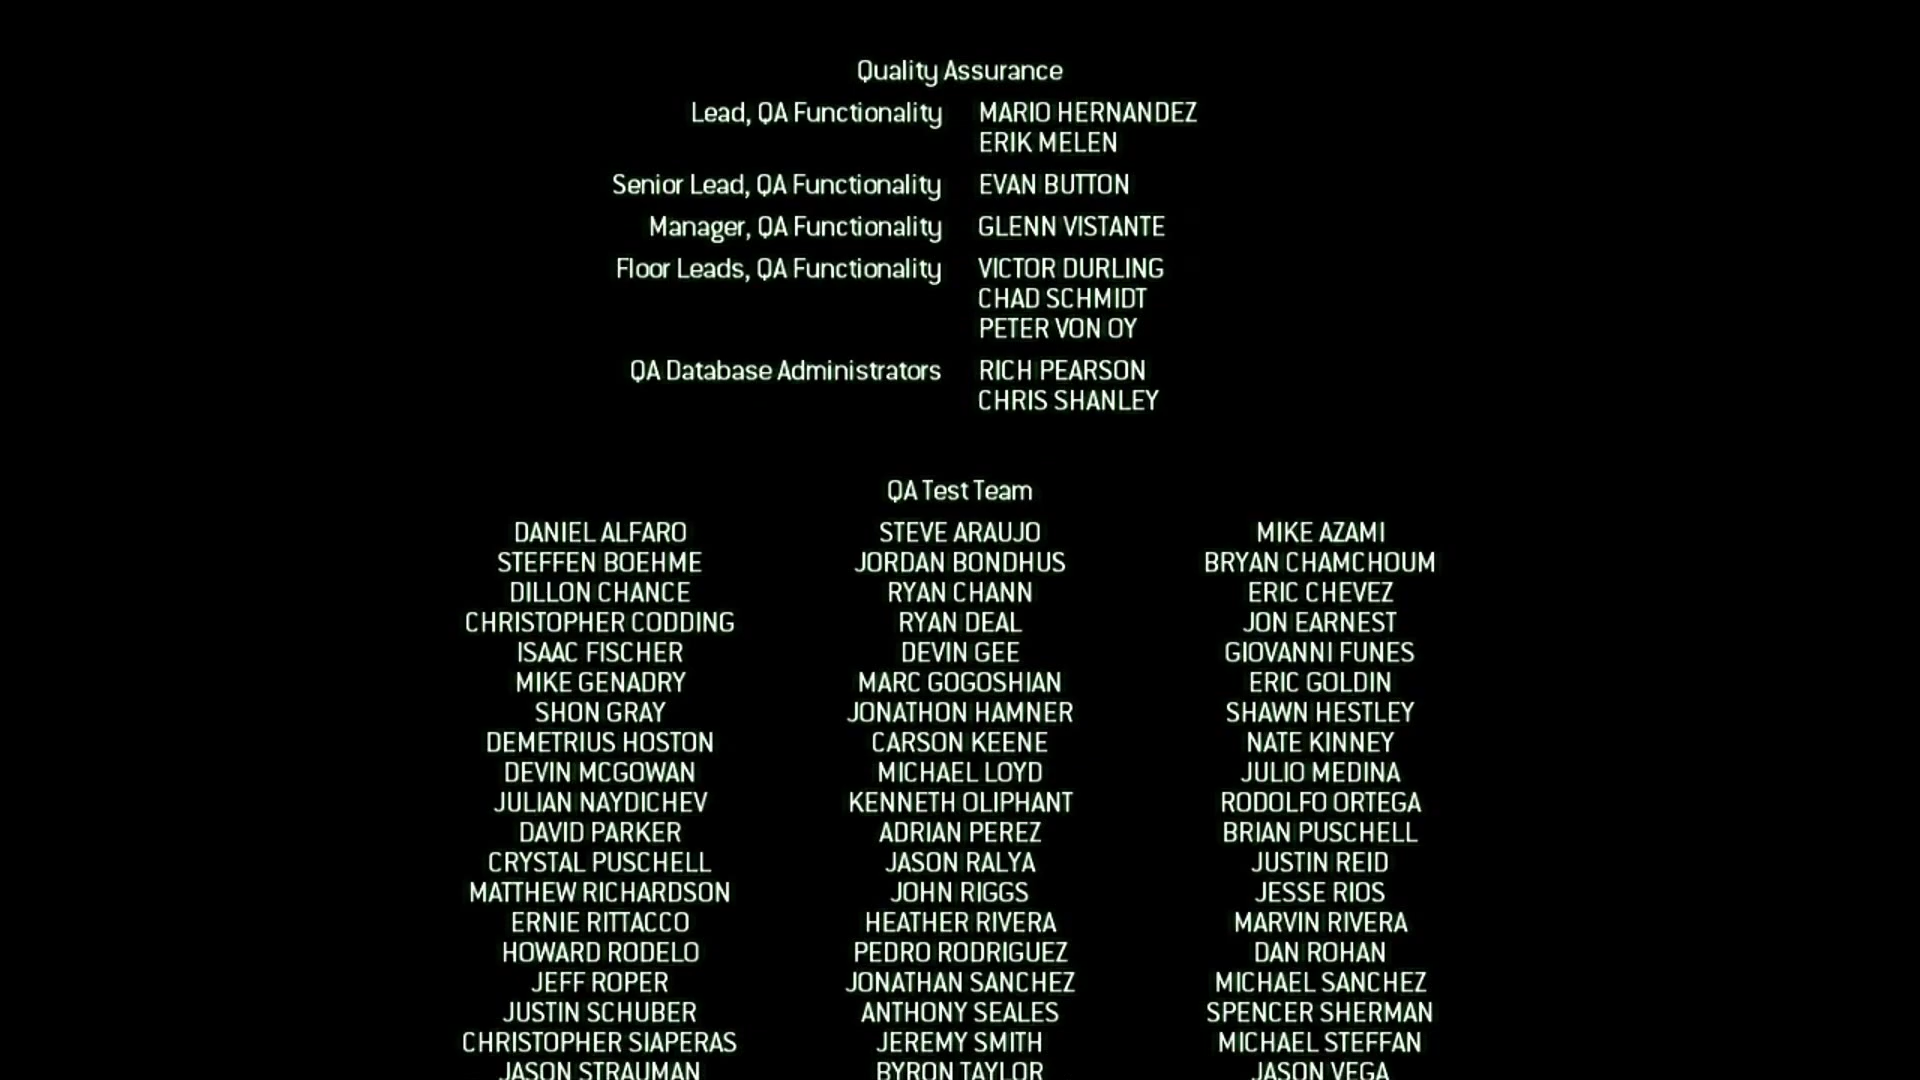 Quality Assurance
Lead, QA Functionality MARIO HERNANDEZ
ERIK MELEN
Senior Lead, QA Functionality EVAN BUTTON
Manager, QA Functionality GLENN VISTANTE
Floor Leads, QA Functionality VICTOR DURLING
CHAD SCHMIDT
PETER VON OY
QA Database Administrators RICH PEARSON
CHRIS SHANLEY
QA Test Team
DANIEL ALFARO STEVE ARAUJO MIKE AZAMI
STEFFEN BOEHME JORDAN BONDHUS BRYAN CHAMCHOUM
DILLON CHANCE RYAN CHANN ERIC CHEVEZ
CHRISTOPHER CODDING RYAN DEAL JON EARNEST
ISAAC FISCHER DEVIN GEE GIOVANNI FUNES
MIKE GENADRY MARC GOGOSHIAN ERIC GOLDIN
SHON GRAY JONATHON HAMNER SHAWN HESTLEY
DEMETRIUS HOSTON CARSON KEENE NATE KINNEY
DEVIN MCGOWAN MICHAEL LOYD JULIO MEDINA
JULIAN NAYDICHEV KENNETH OLIPHANT RODOLFO ORTEGA
DAVID PARKER ADRIAN PEREZ BRIAN PUSCHELL
CRYSTAL PUSCHELL JASON RALYA JUSTIN REID
MATTHEW RICHARDSON JOHN RIGGS JESSE RIOS
ERNIE RITTACCO HEATHER RIVERA MARVIN RIVERA
HOWARD RODELO PEDRO RODRIGUEZ DAN ROHAN
JEFF ROPER JONATHAN SANCHEZ MICHAEL SANCHEZ
JUSTIN SCHUBER ANTHONY SEALES SPENCER SHERMAN
CHRISTOPHER SIAPERAS JEREMY SMITH MICHAEL STEFFAN
JASON STRAUMAN BYRON TAYLOR JASON VEGA